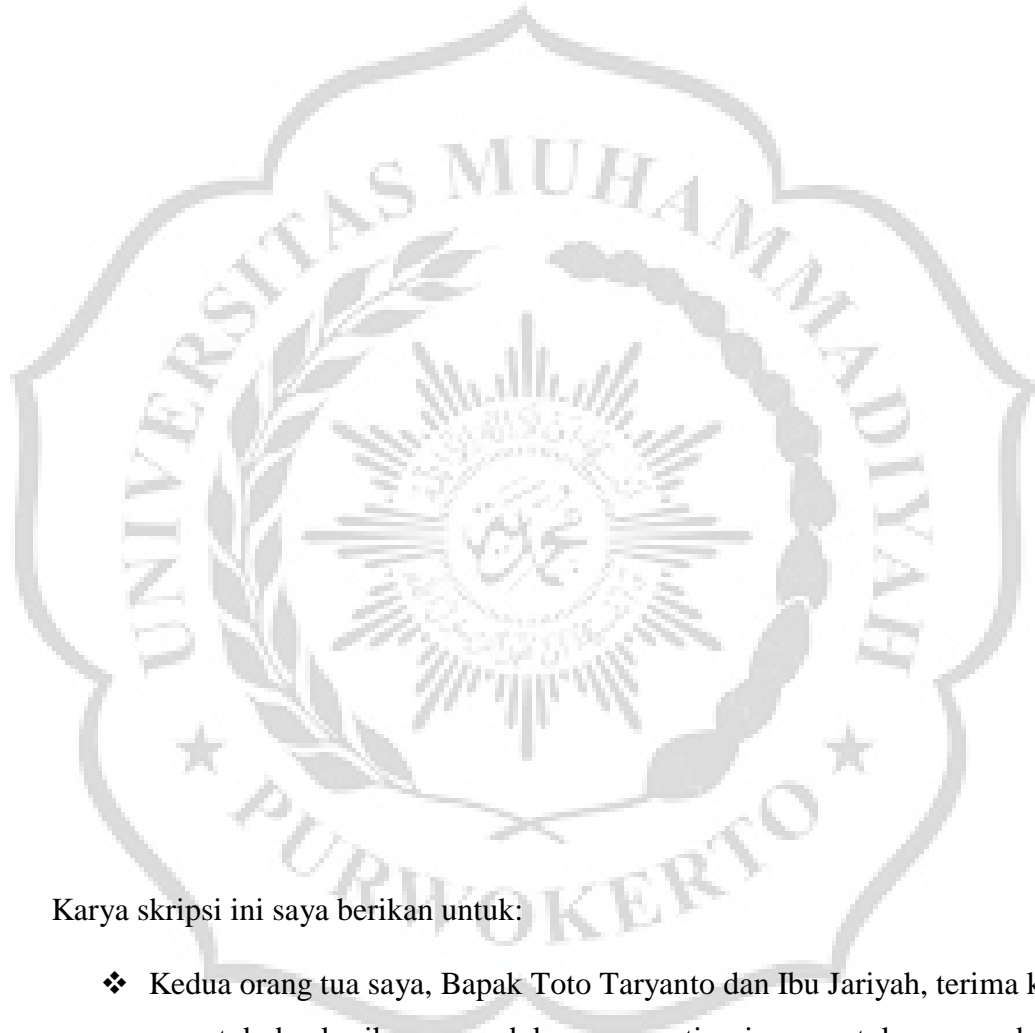 UNIVERSITAS MUHAMMADIYAH
PURWOKERTO
Karya skripsi ini saya berikan untuk:
❖ Kedua orang tua saya, Bapak Toto Taryanto dan Ibu Jariyah, terima k